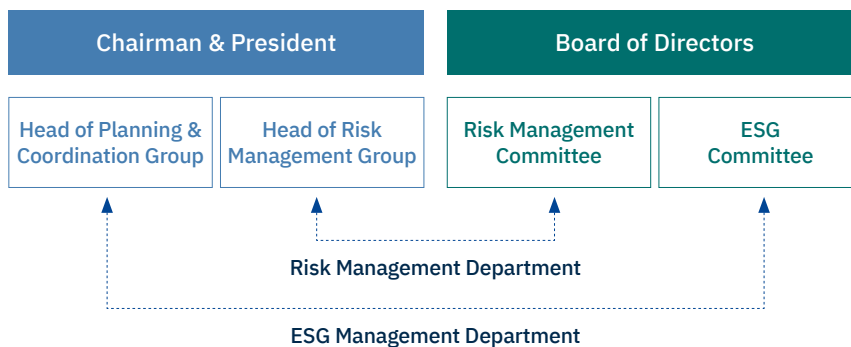 Chairman & President
Board of Directors
Head of Planning &
Coordination Group
Head of Risk
Management Group
Risk Management
Committee
ESG
Committee
Risk Management Department
ESG Management Department